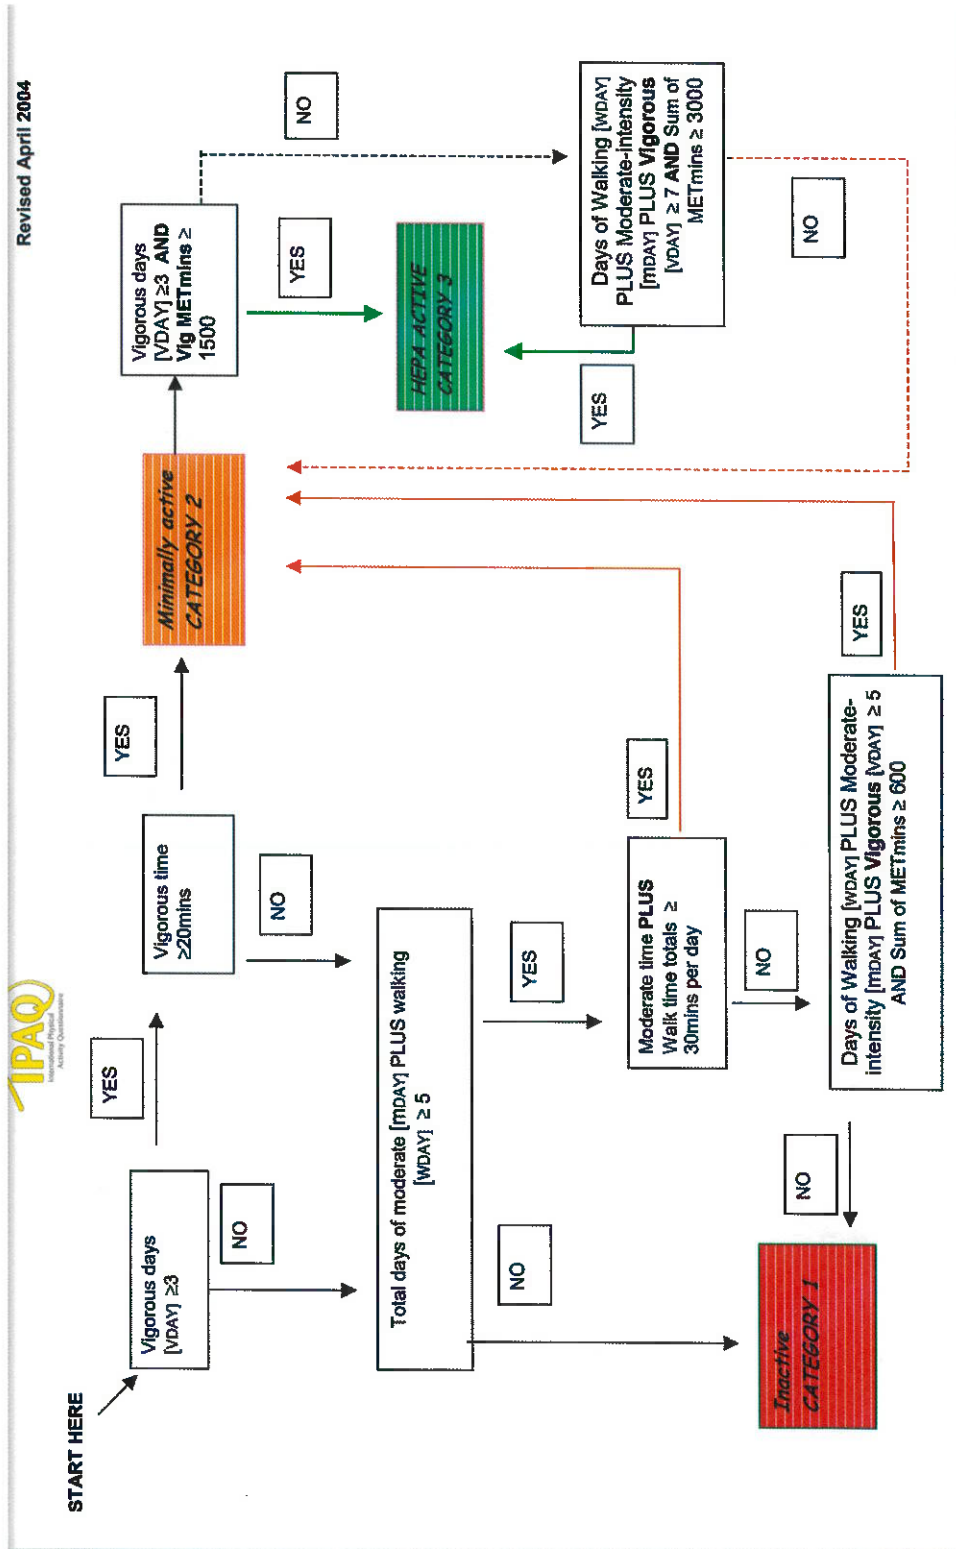 Revised April 2004
IPAQ
International Physical
Activity Questionnaire
START HERE
Vigorous days
[VDAY] ≥3
YES
NO
Vigorous time
≥20mins
YES
NO
Minimally active
CATEGORY 2
Vigorous days
[VDAY] ≥3 AND
Vig METmins ≥
1500
YES
NO
HEPA ACTIVE
CATEGORY 3
Days of Walking [WDAY]
PLUS Moderate-intensity
[mDAY] PLUS Vigorous
[VDAY] ≥ 7 AND Sum of
METmins ≥ 3000
YES
NO
Total days of moderate [mDAY] PLUS walking
[WDAY] ≥ 5
YES
NO
Moderate time PLUS
Walk time totals ≥
30mins per day
YES
NO
Days of Walking [WDAY] PLUS Moderate-
intensity [mDAY] PLUS Vigorous [VDAY] ≥ 5
AND Sum of METmins ≥ 600
YES
NO
Inactive
CATEGORY 1